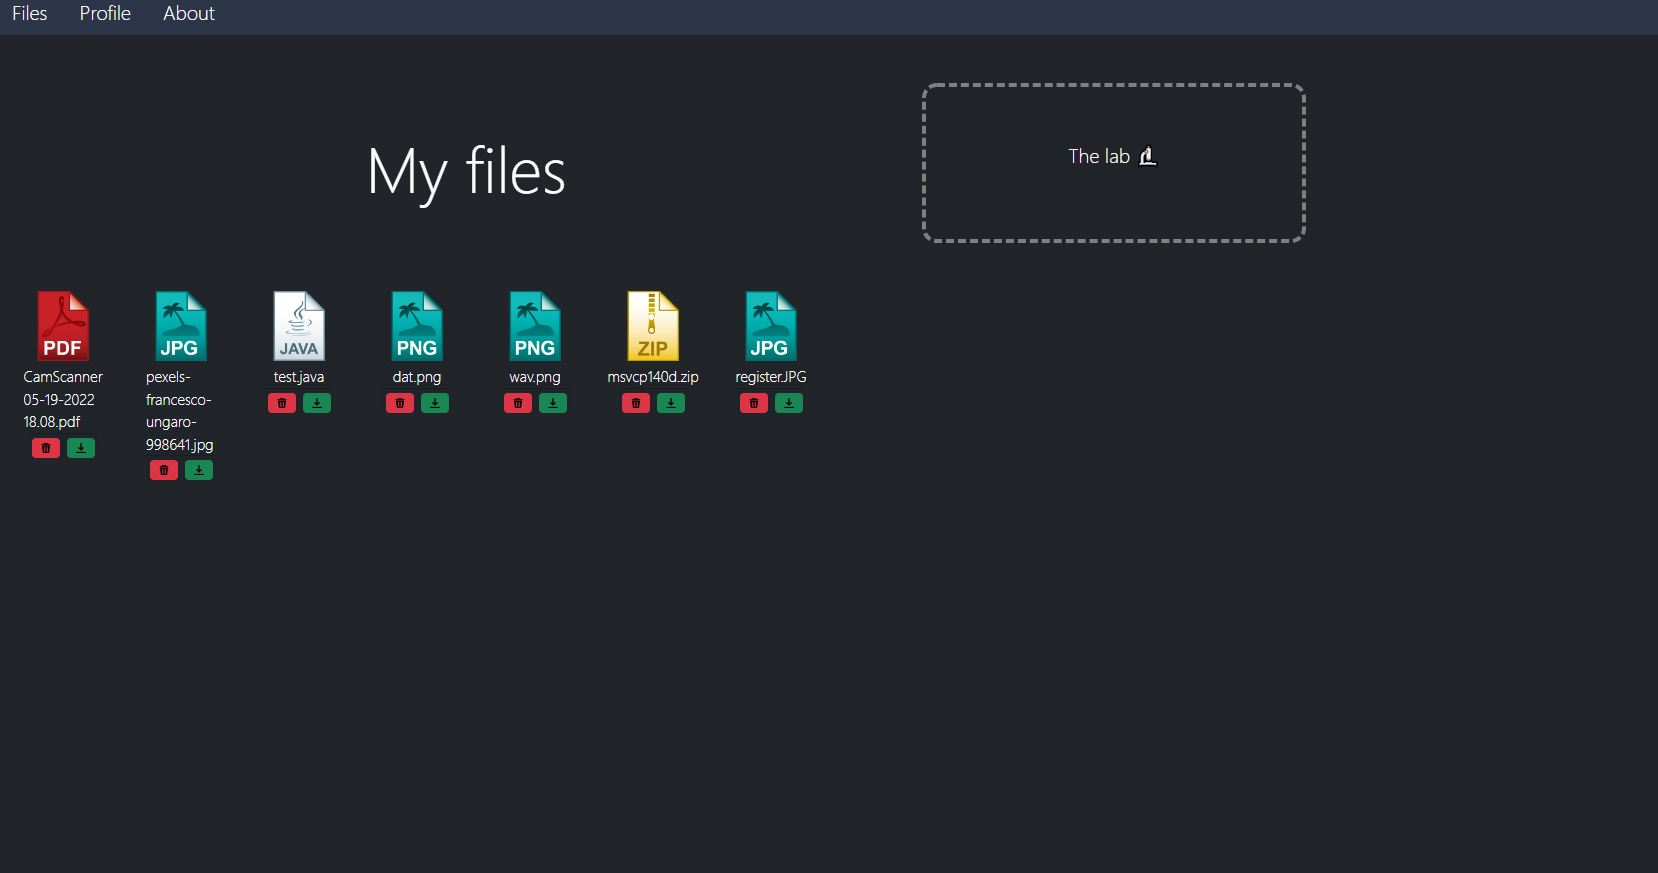 Files Profile About
The lab
My files
PDF
CamScanner
05-19-2022
18.08.pdf
JPG
pexels-
francesco-
ungaro-
998641.jpg
JAVA
test.java
PNG
dat.png
PNG
wav.png
ZIP
msvcp140d.zip
JPG
register.JPG